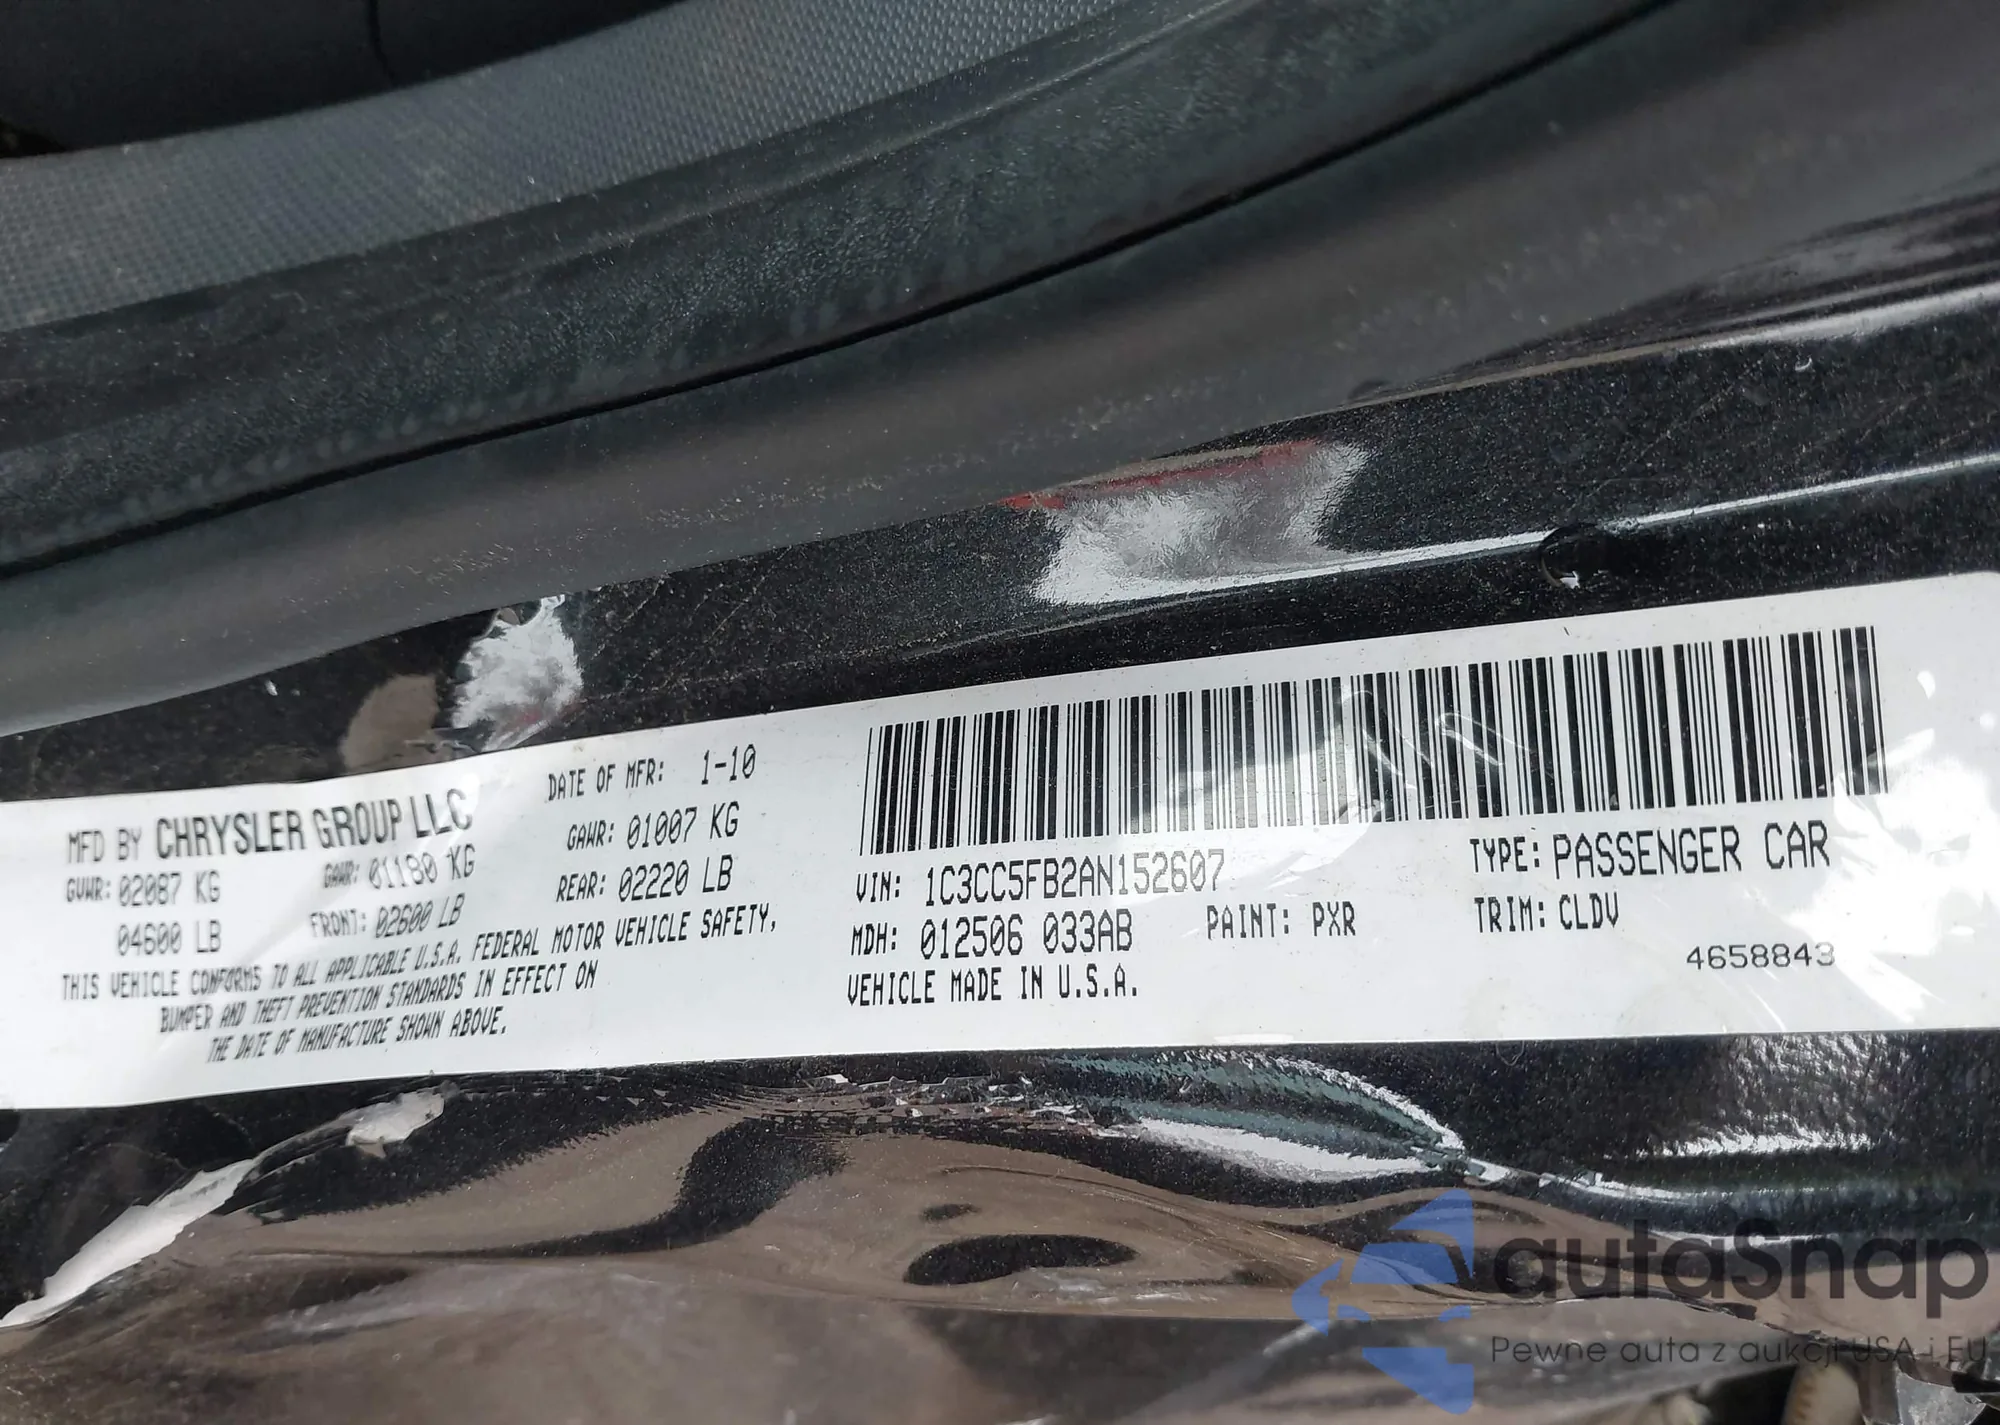 MFD BY CHRYSLER GROUP LLC
DATE OF MFR: 1-10
GVWR: 02087 KG
GAWR: 01180 KG
GAWR: 01007 KG
04600 LB
FRONT: 02600 LB
REAR: 02220 LB
THIS VEHICLE CONFORMS TO ALL APPLICABLE U.S.A. FEDERAL MOTOR VEHICLE SAFETY,
BUMPER AND THEFT PREVENTION STANDARDS IN EFFECT ON
THE DATE OF MANUFACTURE SHOWN ABOVE.
VIN: 1C3CC5FB2AN152607
TYPE: PASSENGER CAR
MDH: 012506 033AB
PAINT: PXR
TRIM: CLDV
VEHICLE MADE IN U.S.A.
4658843
autaSnap
Pewne auta z aukcji USA i EU